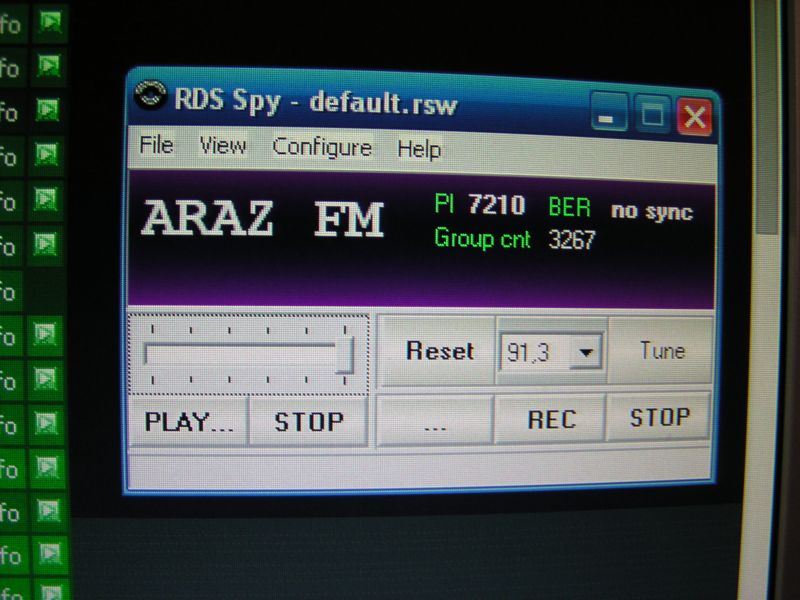 RDS Spy - default.rsw
File View Configure Help
ARAZ FM
PI 7210 BER no sync
Group cnt 3267
Reset 91,3 Tune
PLAY... STOP ... REC STOP
fo
fo
fo
fo
fo
fo
fo
fo
fo
fo
fo
fo
fo
fo